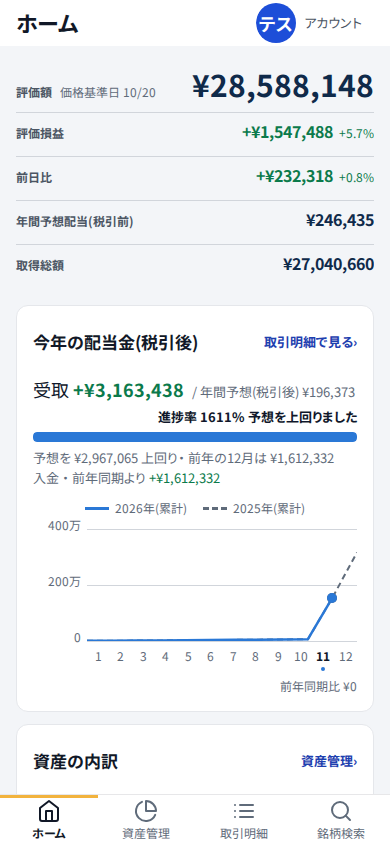 ホーム
テス アカウント
評価額 価格基準日 10/20 ¥28,588,148
評価損益 +¥1,547,488 +5.7%
前日比 +¥232,318 +0.8%
年間予想配当(税引前) ¥246,435
取得総額 ¥27,040,660
今年の配当金(税引後) 取引明細で見る›
受取 +¥3,163,438 / 年間予想(税引後) ¥196,373
進捗率 1611% 予想を上回りました
予想を ¥2,967,065 上回り・前年の12月は ¥1,612,332
入金・前年同期より +¥1,612,332
2026年(累計) 2025年(累計)
400万
200万
0
1 2 3 4 5 6 7 8 9 10 11 12
前年同期比 ¥0
資産の内訳 資産管理›
ホーム 資産管理 取引明細 銘柄検索